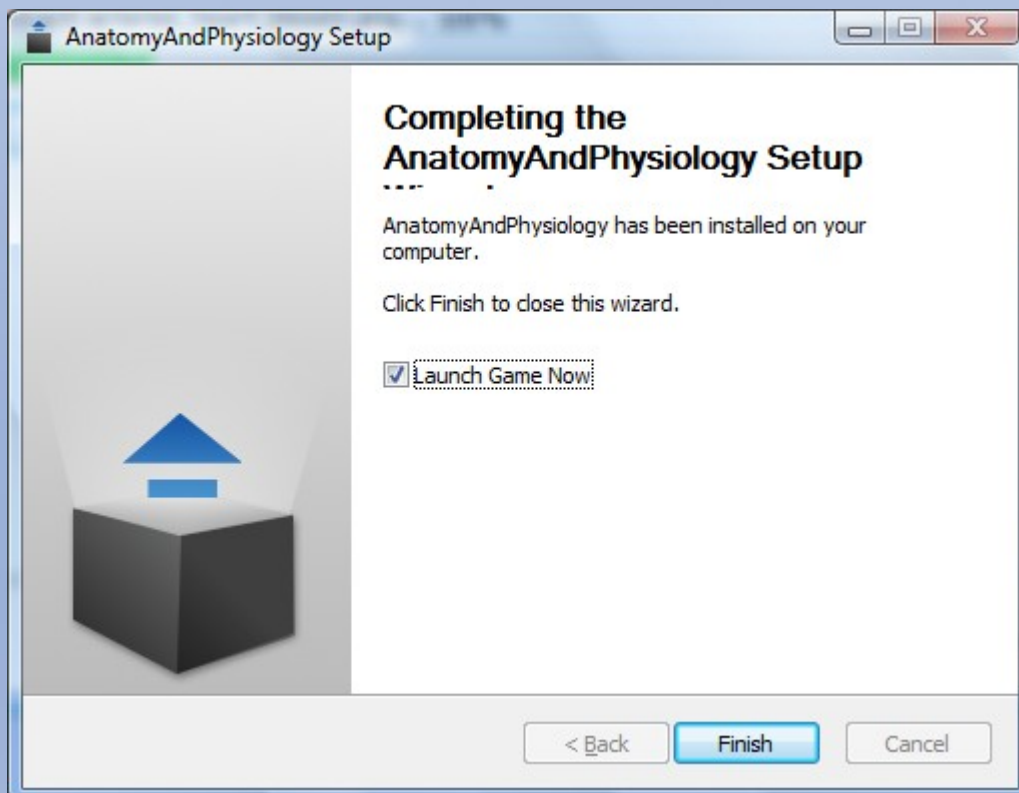 AnatomyAndPhysiology Setup
Completing the
AnatomyAndPhysiology Setup
AnatomyAndPhysiology has been installed on your
computer.
Click Finish to close this wizard.
Launch Game Now
< Back
Finish
Cancel